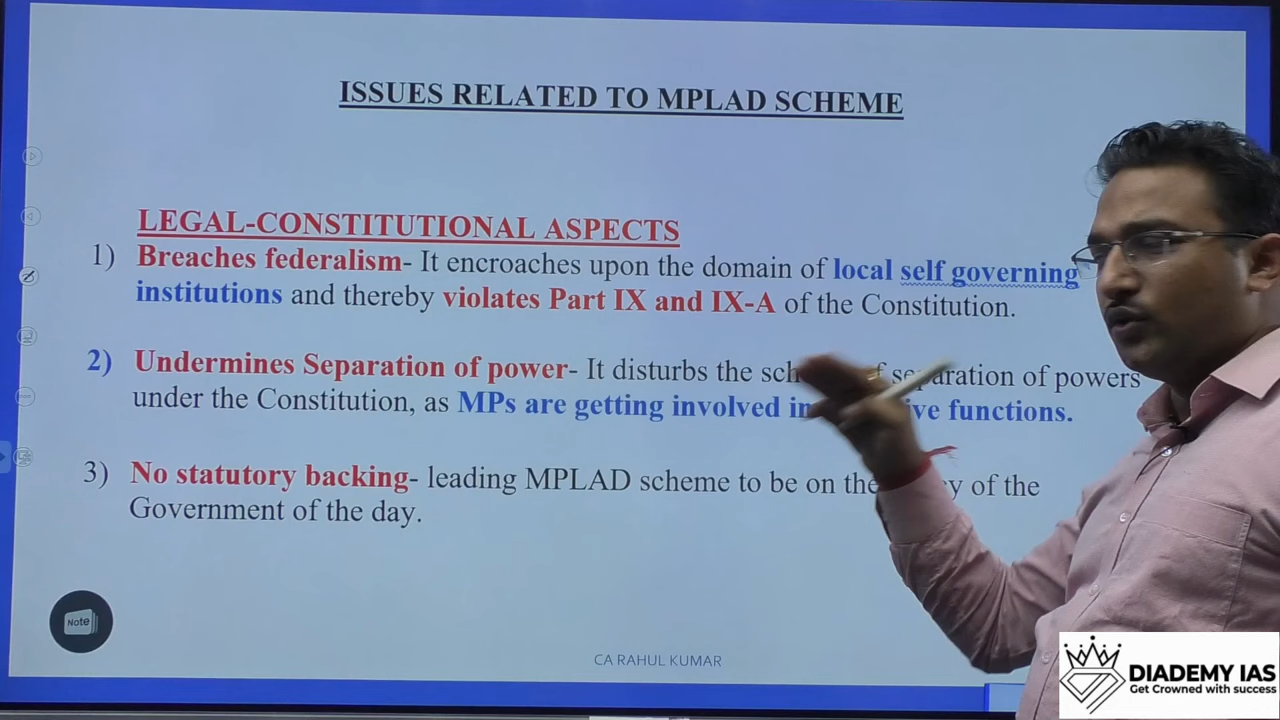 ISSUES RELATED TO MPLAD SCHEME
LEGAL-CONSTITUTIONAL ASPECTS
1) Breaches federalism- It encroaches upon the domain of local self governing
institutions and thereby violates Part IX and IX-A of the Constitution.
2) Undermines Separation of power- It disturbs the sch f separation of powers
under the Constitution, as MPs are getting involved in ive functions.
3) No statutory backing- leading MPLAD scheme to be on the cy of the
Government of the day.
Note
CA RAHUL KUMAR
DIADEMY IAS
Get Crowned with success